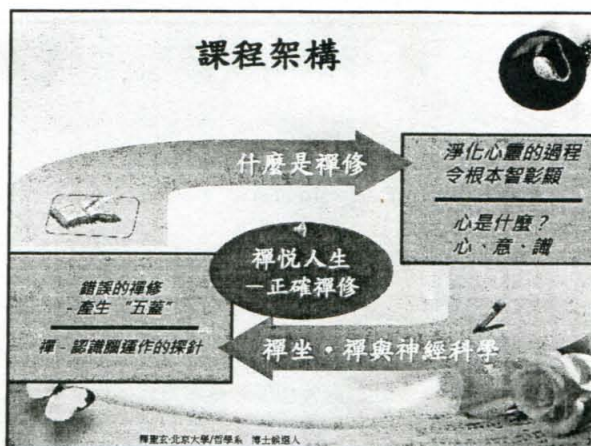 課程架構
什麼是禪修
淨化心靈的過程
令根本智彰顯
心是什麼？
心、意、識
禪悅人生
－正確禪修
錯誤的禪修
- 產生 “五蓋”
禪 - 認識腦運作的探針
禪坐・禪與神經科學
釋聖玄-北京大學/哲學系 博士候選人